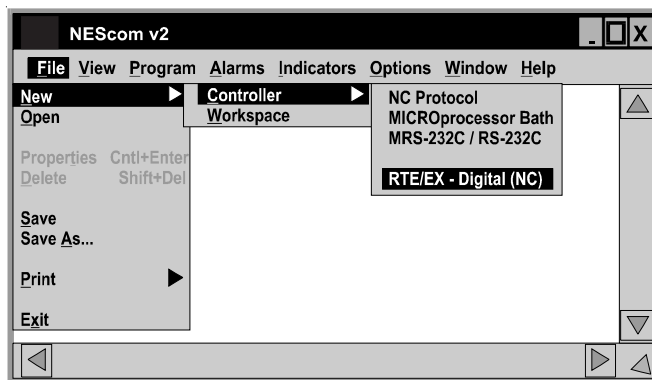 NEScom v2
File View Program Alarms Indicators Options Window Help
New
Open
Properties Cntl+Enter
Delete Shift+Del
Save
Save As...
Print
Exit
Controller
Workspace
NC Protocol
MICROprocessor Bath
MRS-232C / RS-232C
RTE/EX - Digital (NC)